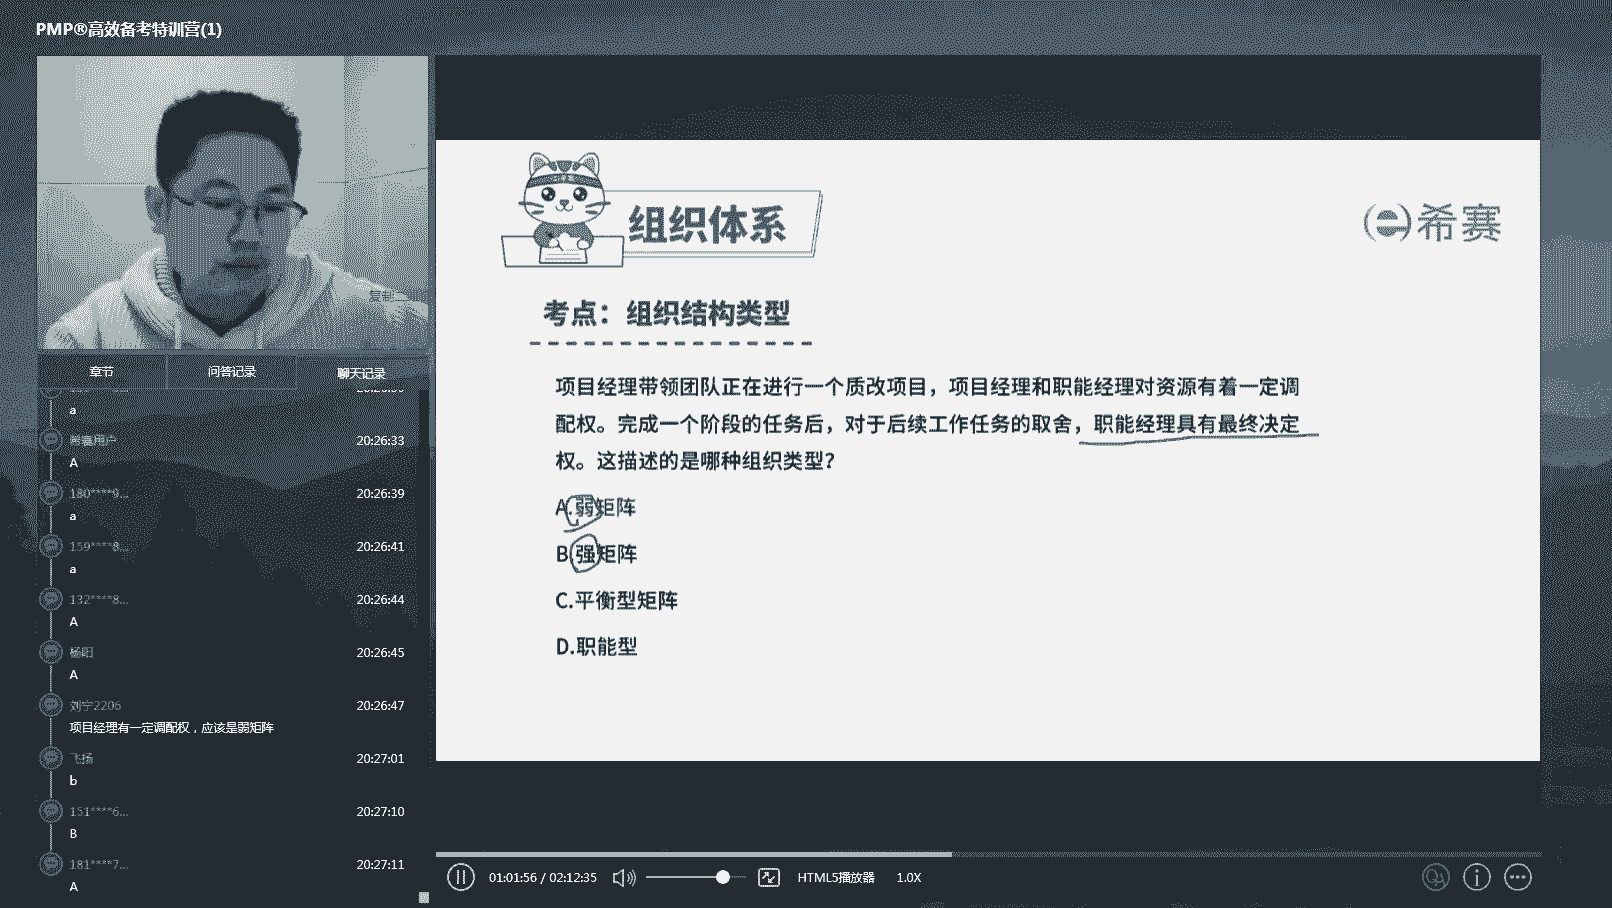 PMP®高效备考特训营(1)
复制
章节
问答记录
聊天记录
a
希赛用户
20:26:33
A
180****9...
20:26:39
a
159****8...
20:26:41
a
132****8...
20:26:44
A
杨阳
20:26:45
A
刘宁2206
20:26:47
项目经理有一定调配权，应该是弱矩阵
飞扬
20:27:01
b
151****6...
20:27:10
B
181****7...
20:27:11
A
组织体系
希赛
考点：组织结构类型
项目经理带领团队正在进行一个质改项目，项目经理和职能经理对资源有着一定调
配权。完成一个阶段的任务后，对于后续工作任务的取舍，职能经理具有最终决定
权。这描述的是哪种组织类型？
A.弱矩阵
B.强矩阵
C.平衡型矩阵
D.职能型
01:01:56 / 02:12:35
HTML5播放器
1.0X